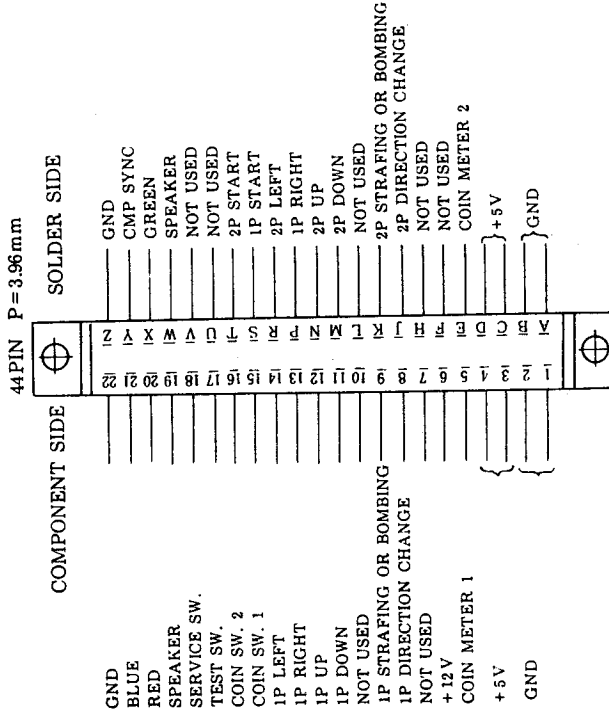 44 PIN P = 3.96mm
COMPONENT SIDE SOLDER SIDE
GND 22 Z GND
BLUE 21 Y CMP SYNC
RED 20 X GREEN
SPEAKER 19 W SPEAKER
SERVICE SW. 18 V NOT USED
TEST SW. 17 U NOT USED
COIN SW. 2 16 T 2P START
COIN SW. 1 15 S 1P START
1P LEFT 14 R 2P LEFT
1P RIGHT 13 P 1P RIGHT
1P UP 12 N 2P UP
1P DOWN 11 M 2P DOWN
NOT USED 10 L NOT USED
1P STRAFING OR BOMBING 9 K 2P STRAFING OR BOMBING
1P DIRECTION CHANGE 8 J 2P DIRECTION CHANGE
NOT USED 7 H NOT USED
+12V 6 F NOT USED
COIN METER 1 5 E COIN METER 2
+5V 4 D +5V
3 C
GND 2 B GND
1 A